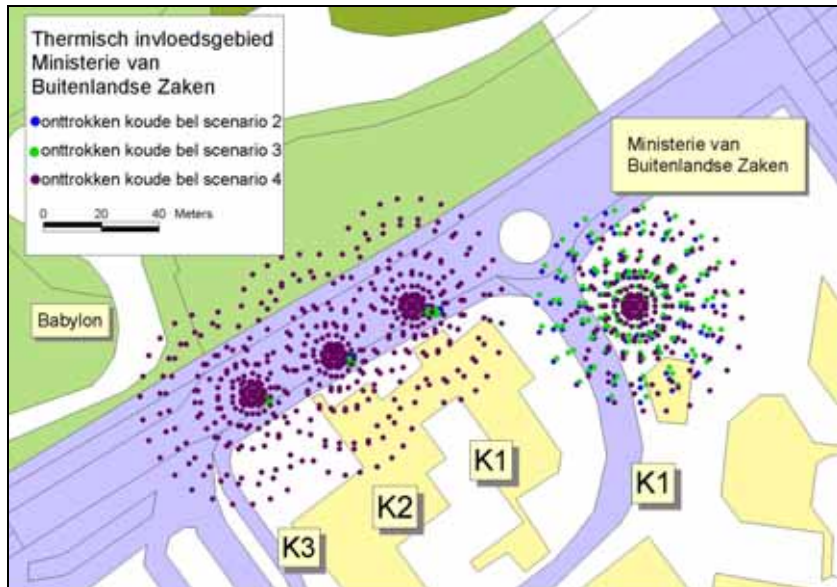 Thermisch invloedsgebied
Ministerie van
Buitenlandse Zaken
onttrokken koude bel scenario 2
onttrokken koude bel scenario 3
onttrokken koude bel scenario 4
0 20 40 Meters
Ministerie van
Buitenlandse Zaken
Babylon
K1
K1
K2
K3